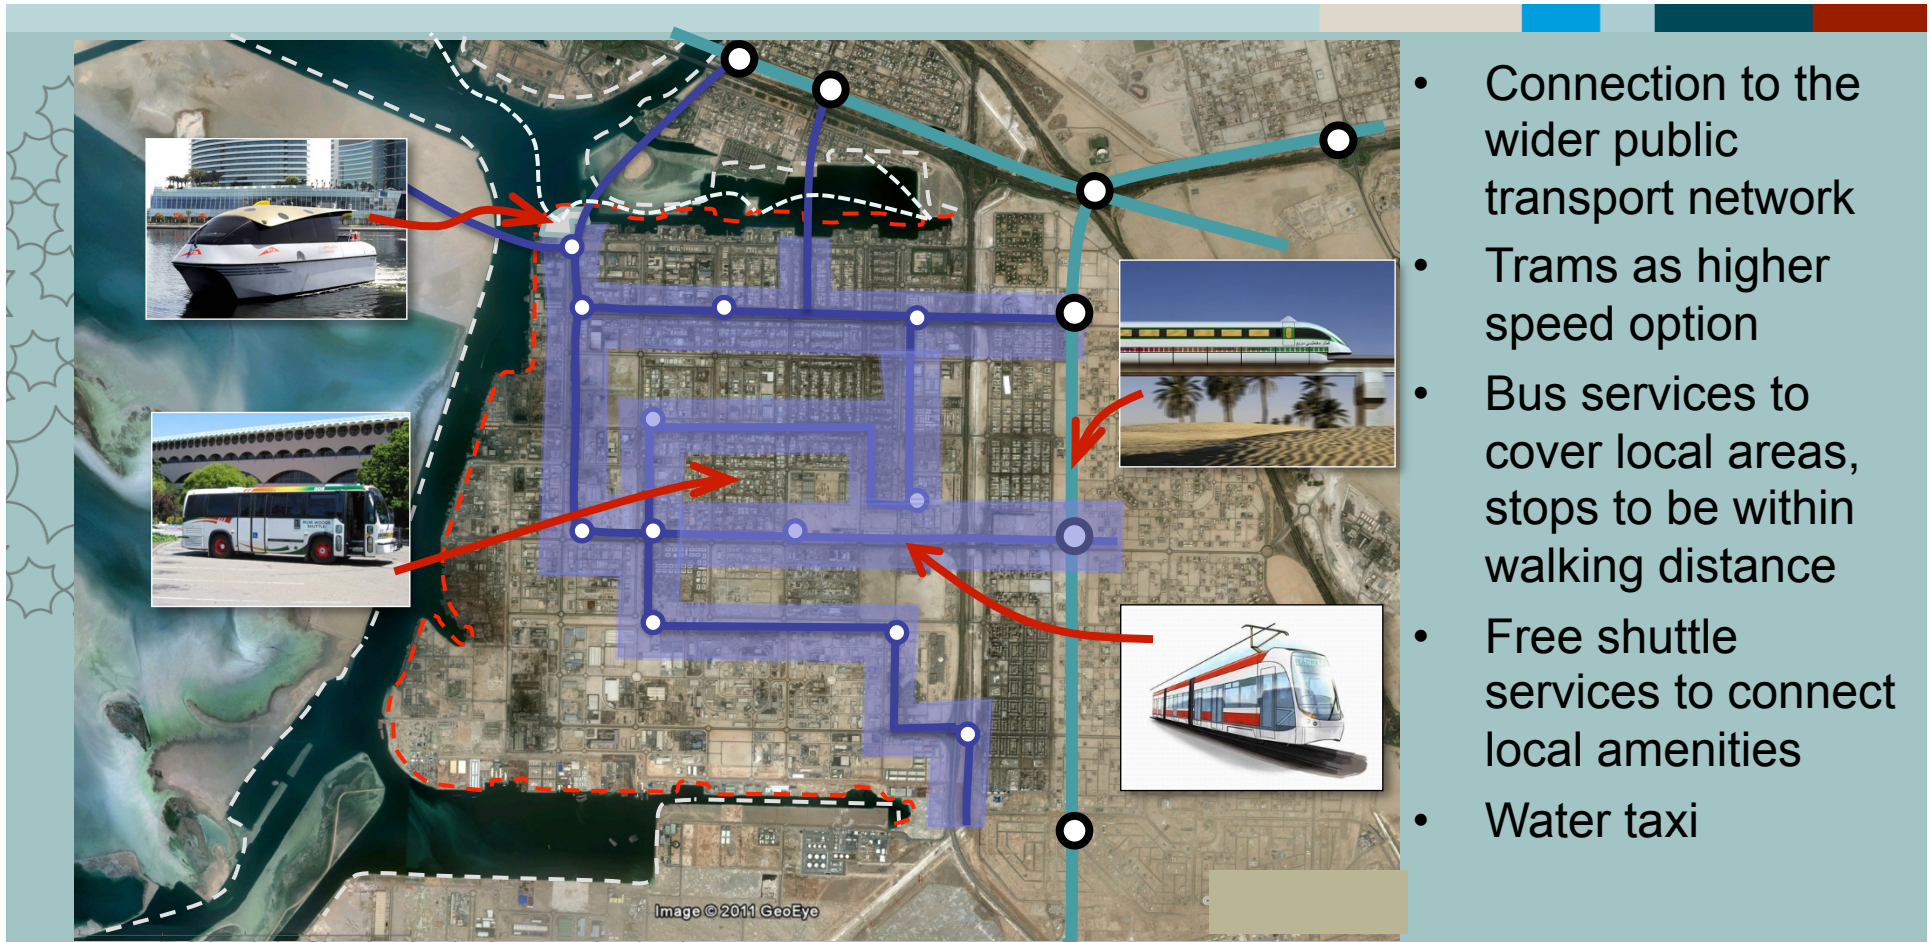 Connection to the
wider public
transport network
Trams as higher
speed option
Bus services to
cover local areas,
stops to be within
walking distance
Free shuttle
services to connect
local amenities
Water taxi
Image © 2011 GeoEye